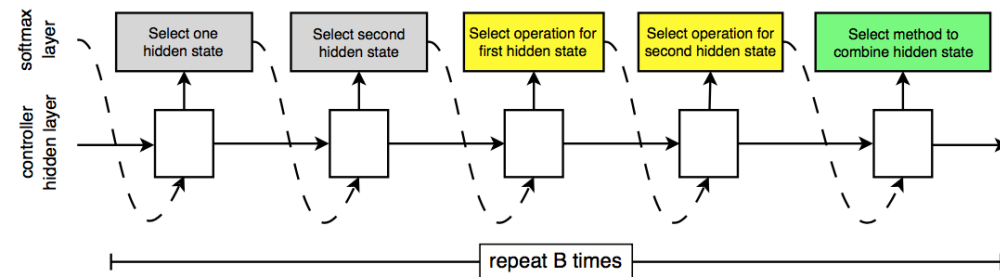 softmax
layer
controller
hidden layer
Select one
hidden state
Select second
hidden state
Select operation for
first hidden state
Select operation for
second hidden state
Select method to
combine hidden state
repeat B times